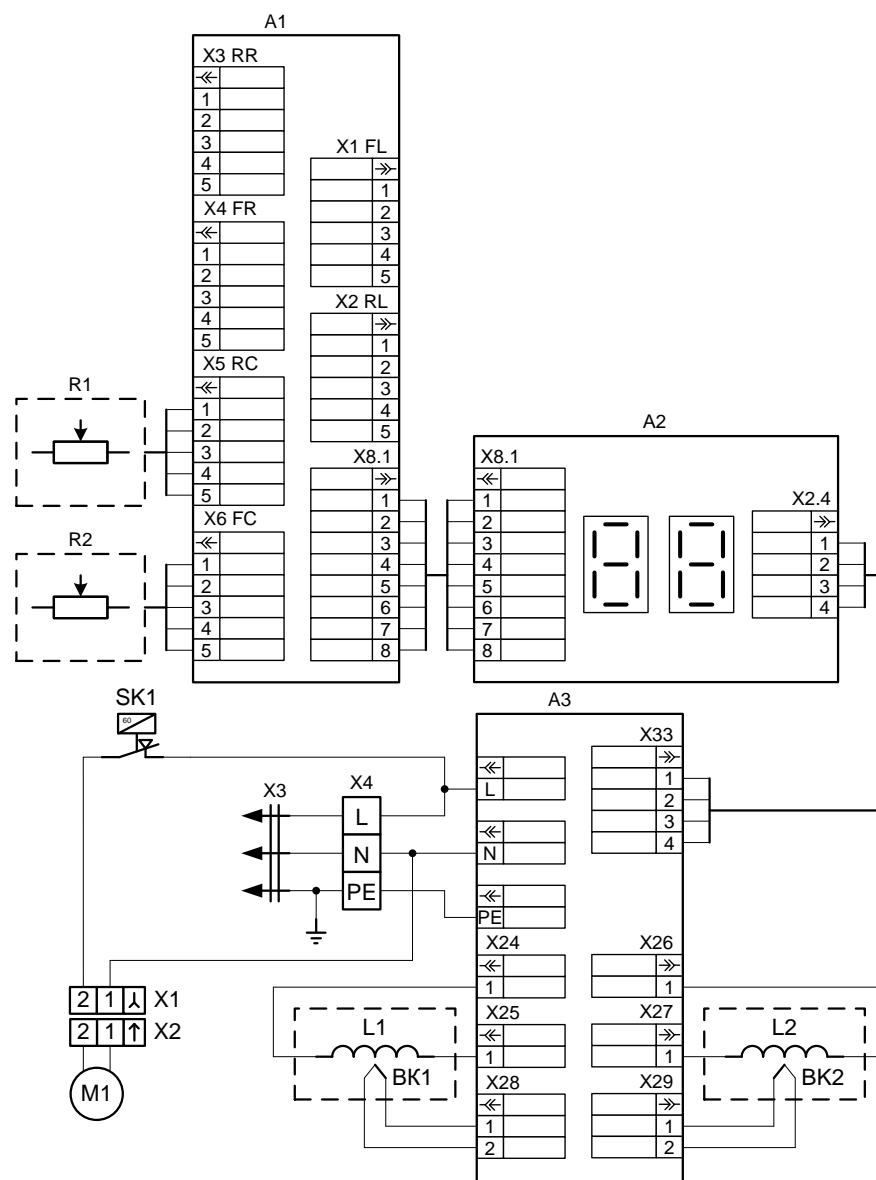 A1
X3 RR
1
2
3
4
5
X1 FL
1
2
3
4
5
X4 FR
1
2
3
4
5
X2 RL
1
2
3
4
5
X5 RC
1
2
3
4
5
R1
X8.1
1
2
3
4
5
6
7
8
X6 FC
1
2
3
4
5
R2
A2
X8.1
1
2
3
4
5
6
7
8
X2.4
1
2
3
4
SK1
60
A3
X33
1
2
3
4
L
N
PE
X3
X4
L
N
PE
X24
1
X26
1
2 1 X1
2 1 X2
M1
X25
1
X27
1
L1
BK1
L2
BK2
X28
1
2
X29
1
2